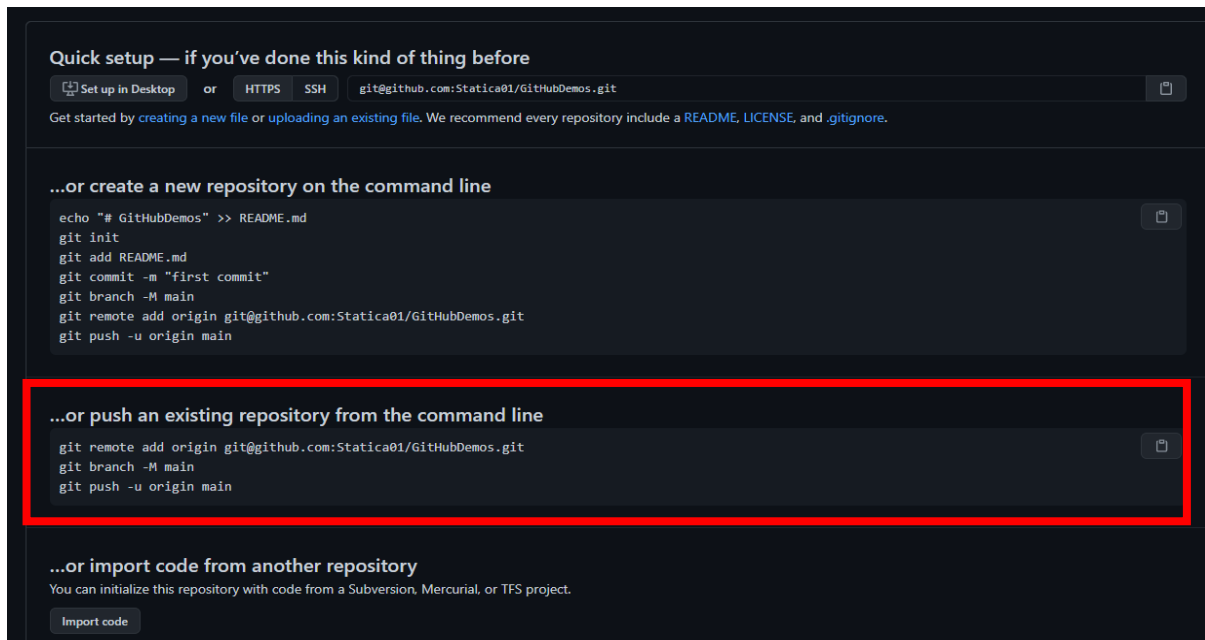 Quick setup — if you’ve done this kind of thing before
Set up in Desktop or HTTPS SSH git@github.com:Statica01/GitHubDemos.git
Get started by creating a new file or uploading an existing file. We recommend every repository include a README, LICENSE, and .gitignore.
...or create a new repository on the command line
echo "# GitHubDemos" >> README.md
git init
git add README.md
git commit -m "first commit"
git branch -M main
git remote add origin git@github.com:Statica01/GitHubDemos.git
git push -u origin main
...or push an existing repository from the command line
git remote add origin git@github.com:Statica01/GitHubDemos.git
git branch -M main
git push -u origin main
...or import code from another repository
You can initialize this repository with code from a Subversion, Mercurial, or TFS project.
Import code